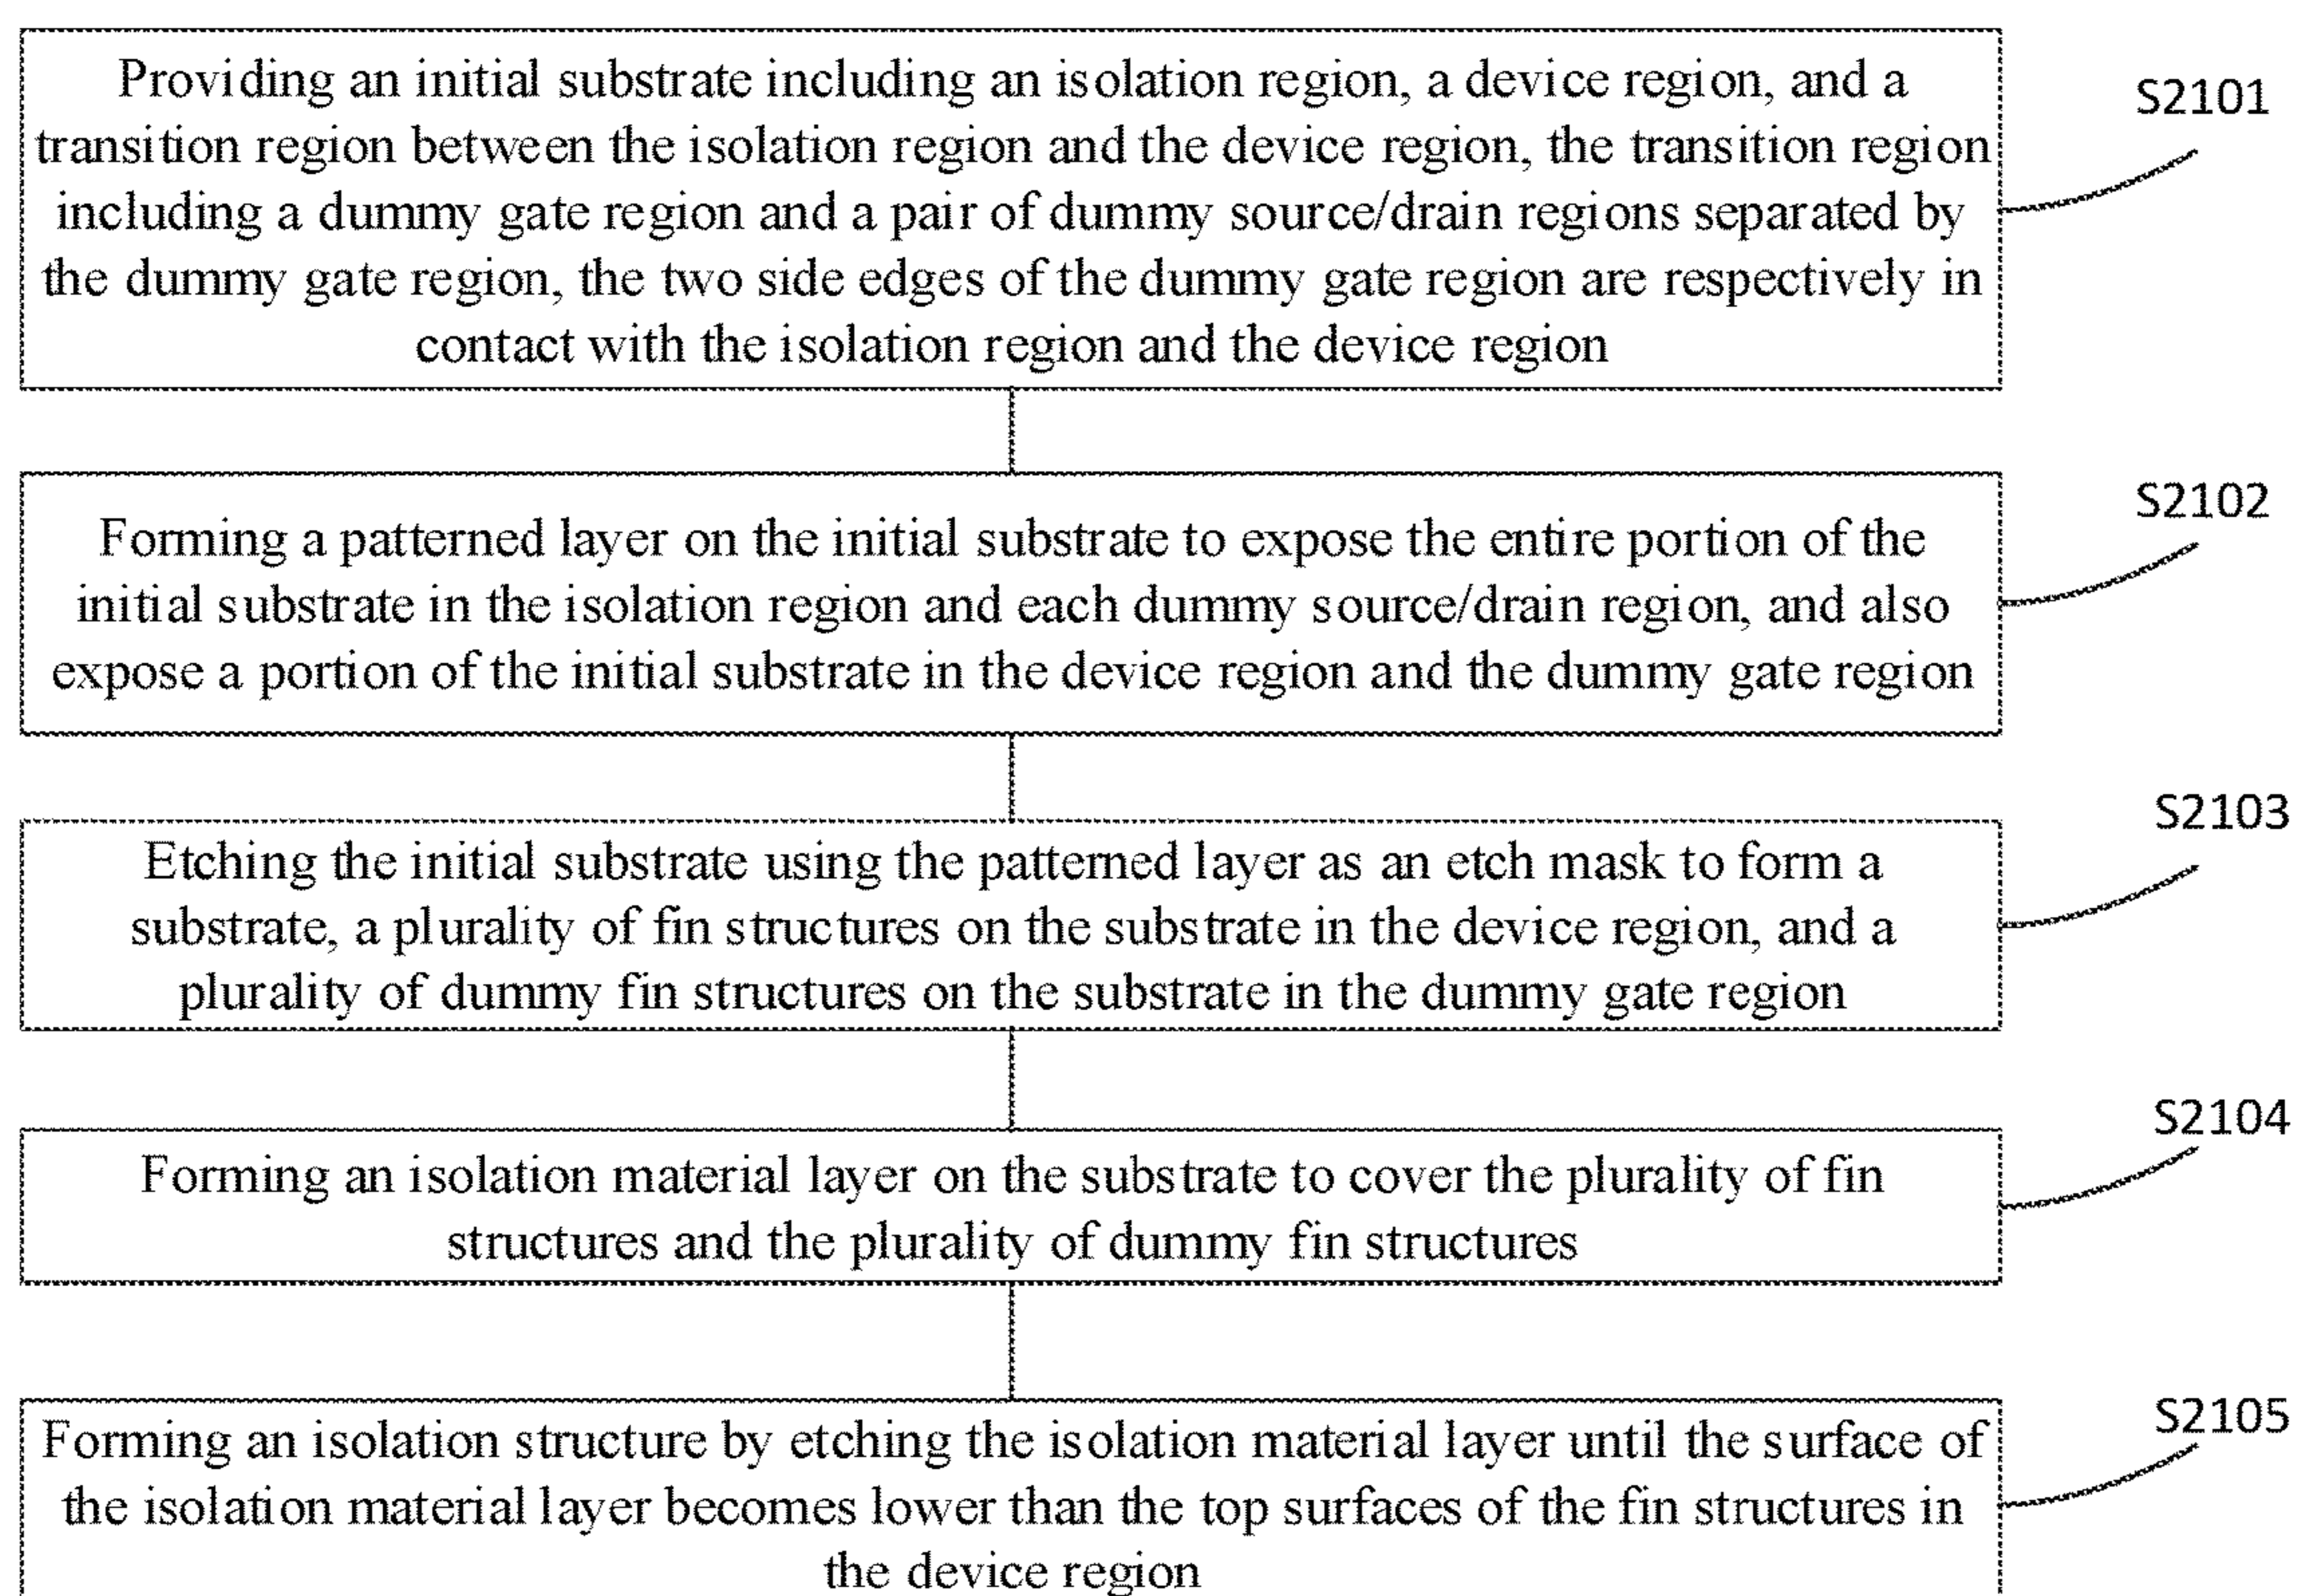 Providing an initial substrate including an isolation region, a device region, and a
transition region between the isolation region and the device region, the transition region
including a dummy gate region and a pair of dummy source/drain regions separated by
the dummy gate region, the two side edges of the dummy gate region are respectively in
contact with the isolation region and the device region
S2101
Forming a patterned layer on the initial substrate to expose the entire portion of the
initial substrate in the isolation region and each dummy source/drain region, and also
expose a portion of the initial substrate in the device region and the dummy gate region
S2102
Etching the initial substrate using the patterned layer as an etch mask to form a
substrate, a plurality of fin structures on the substrate in the device region, and a
plurality of dummy fin structures on the substrate in the dummy gate region
S2103
Forming an isolation material layer on the substrate to cover the plurality of fin
structures and the plurality of dummy fin structures
S2104
Forming an isolation structure by etching the isolation material layer until the surface of
the isolation material layer becomes lower than the top surfaces of the fin structures in
the device region
S2105